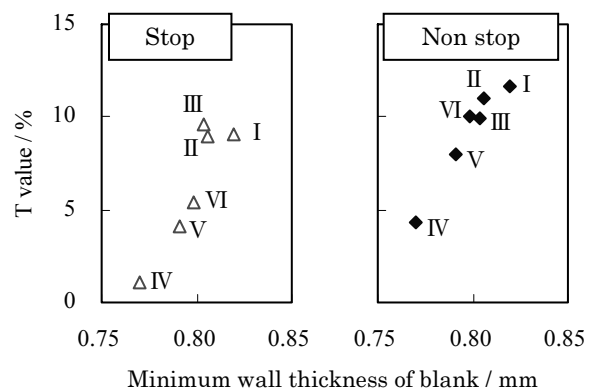 Stop
Non stop
T value / %
15
10
5
0
III
II
I
VI
V
IV
II
I
VI
III
V
IV
0.75
0.80
0.85
0.75
0.80
0.85
Minimum wall thickness of blank / mm